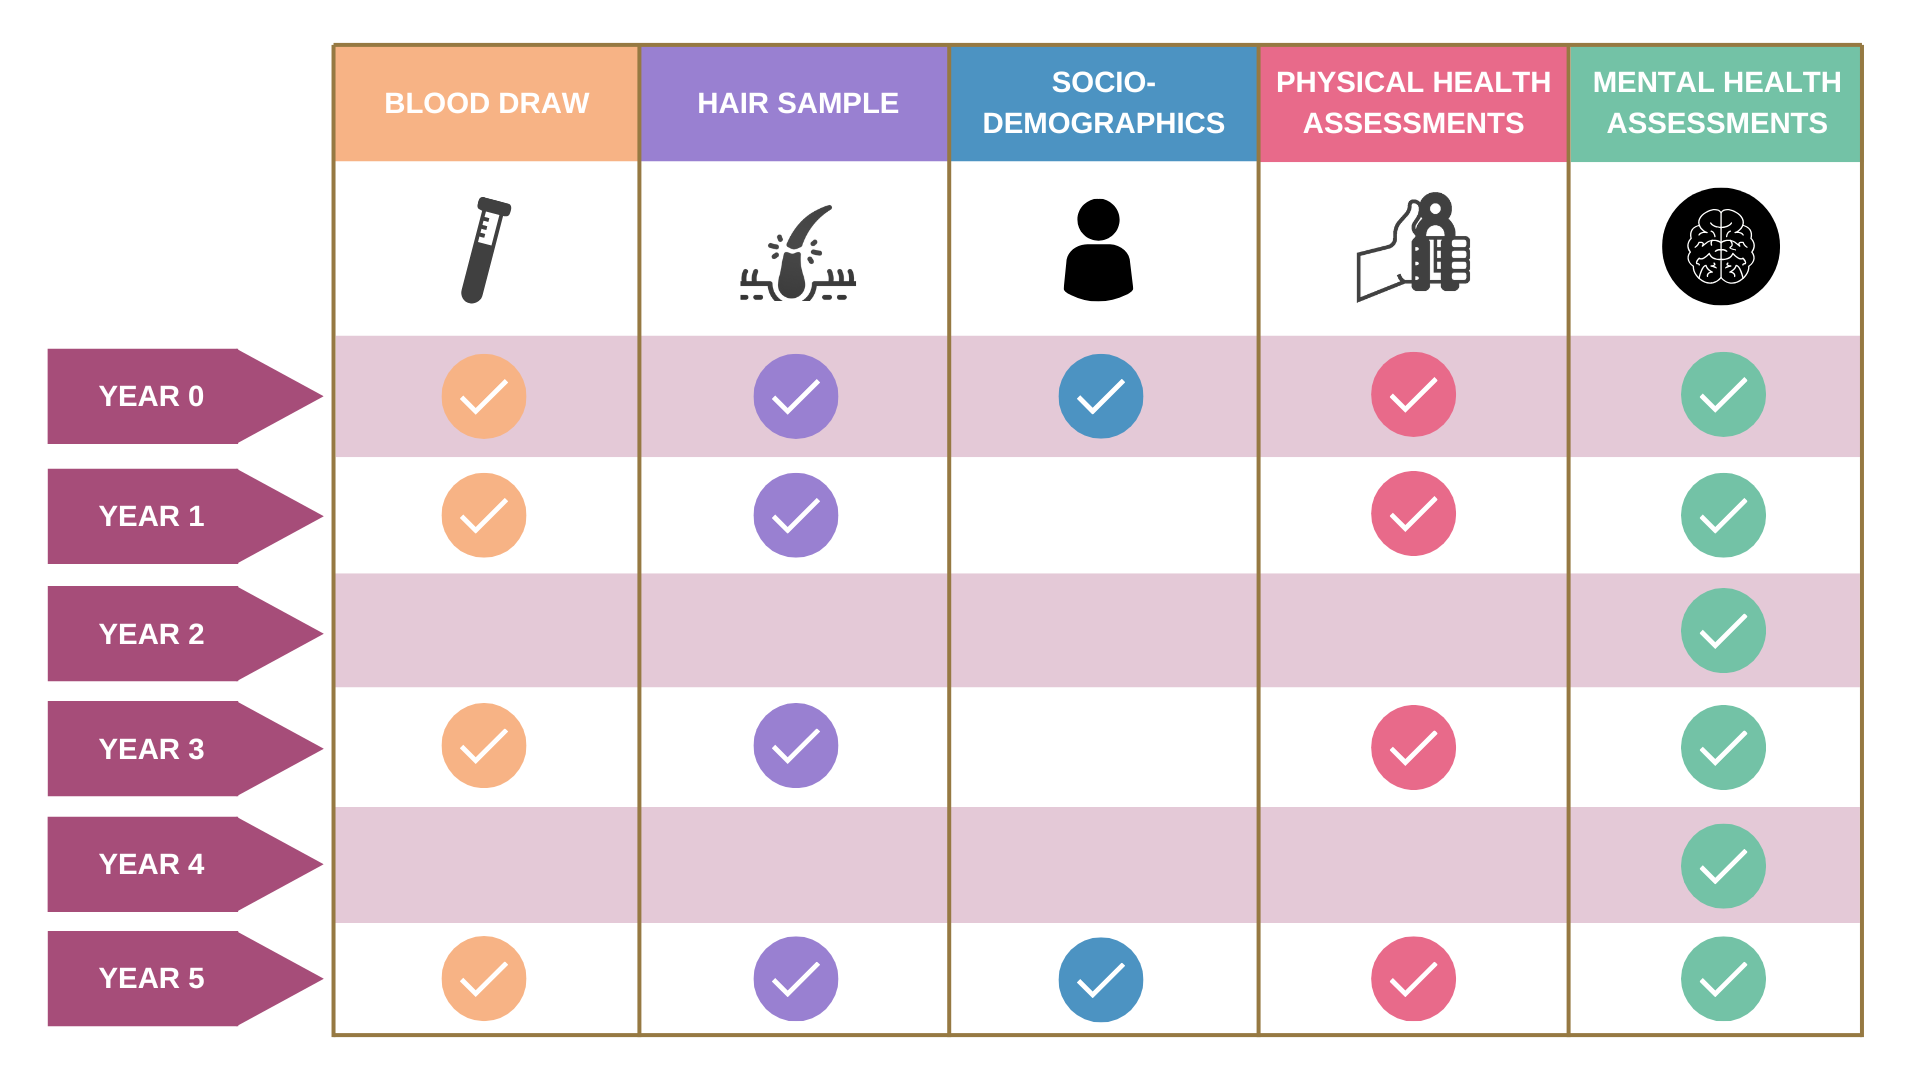 BLOOD DRAW
HAIR SAMPLE
SOCIO-
DEMOGRAPHICS
PHYSICAL HEALTH
ASSESSMENTS
MENTAL HEALTH
ASSESSMENTS
YEAR 0
YEAR 1
YEAR 2
YEAR 3
YEAR 4
YEAR 5